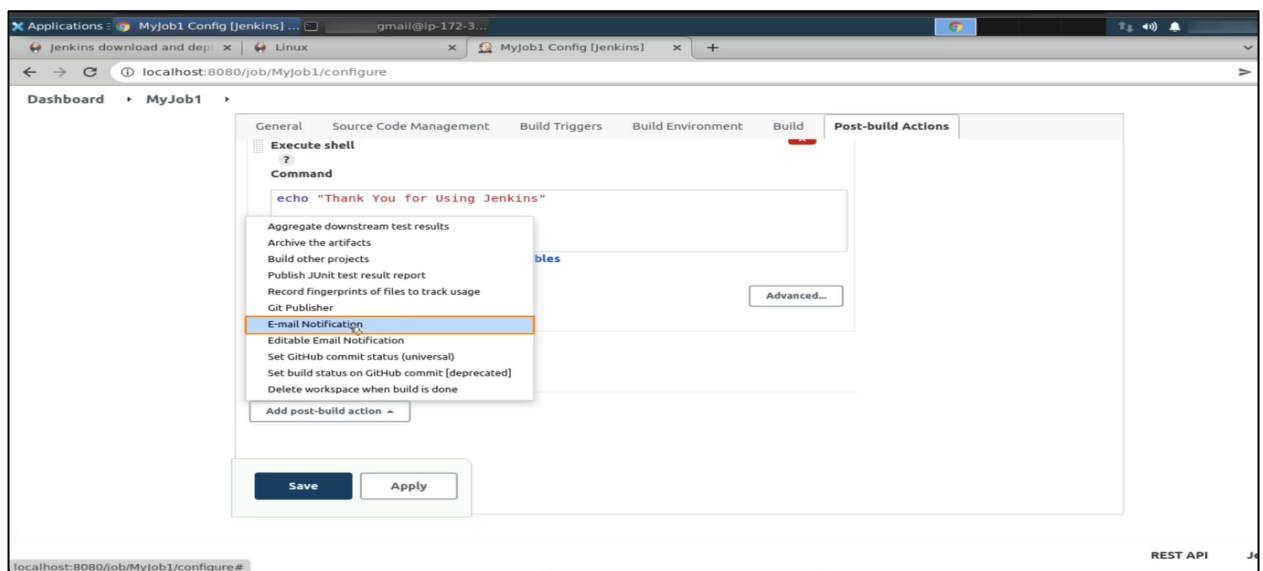 Applications MyJob1 Config [Jenkins] ... gmail@ip-172-3...
Jenkins download and depl Linux MyJob1 Config [Jenkins]
localhost:8080/job/MyJob1/configure
Dashboard MyJob1
General Source Code Management Build Triggers Build Environment Build Post-build Actions
Execute shell
?
Command
echo "Thank You for Using Jenkins"
Aggregate downstream test results
Archive the artifacts
Build other projects bles
Publish JUnit test result report
Record fingerprints of files to track usage Advanced...
Git Publisher
E-mail Notification
Editable Email Notification
Set GitHub commit status (universal)
Set build status on GitHub commit [deprecated]
Delete workspace when build is done
Add post-build action
Save Apply
REST API Je
localhost:8080/job/MyJob1/configure#